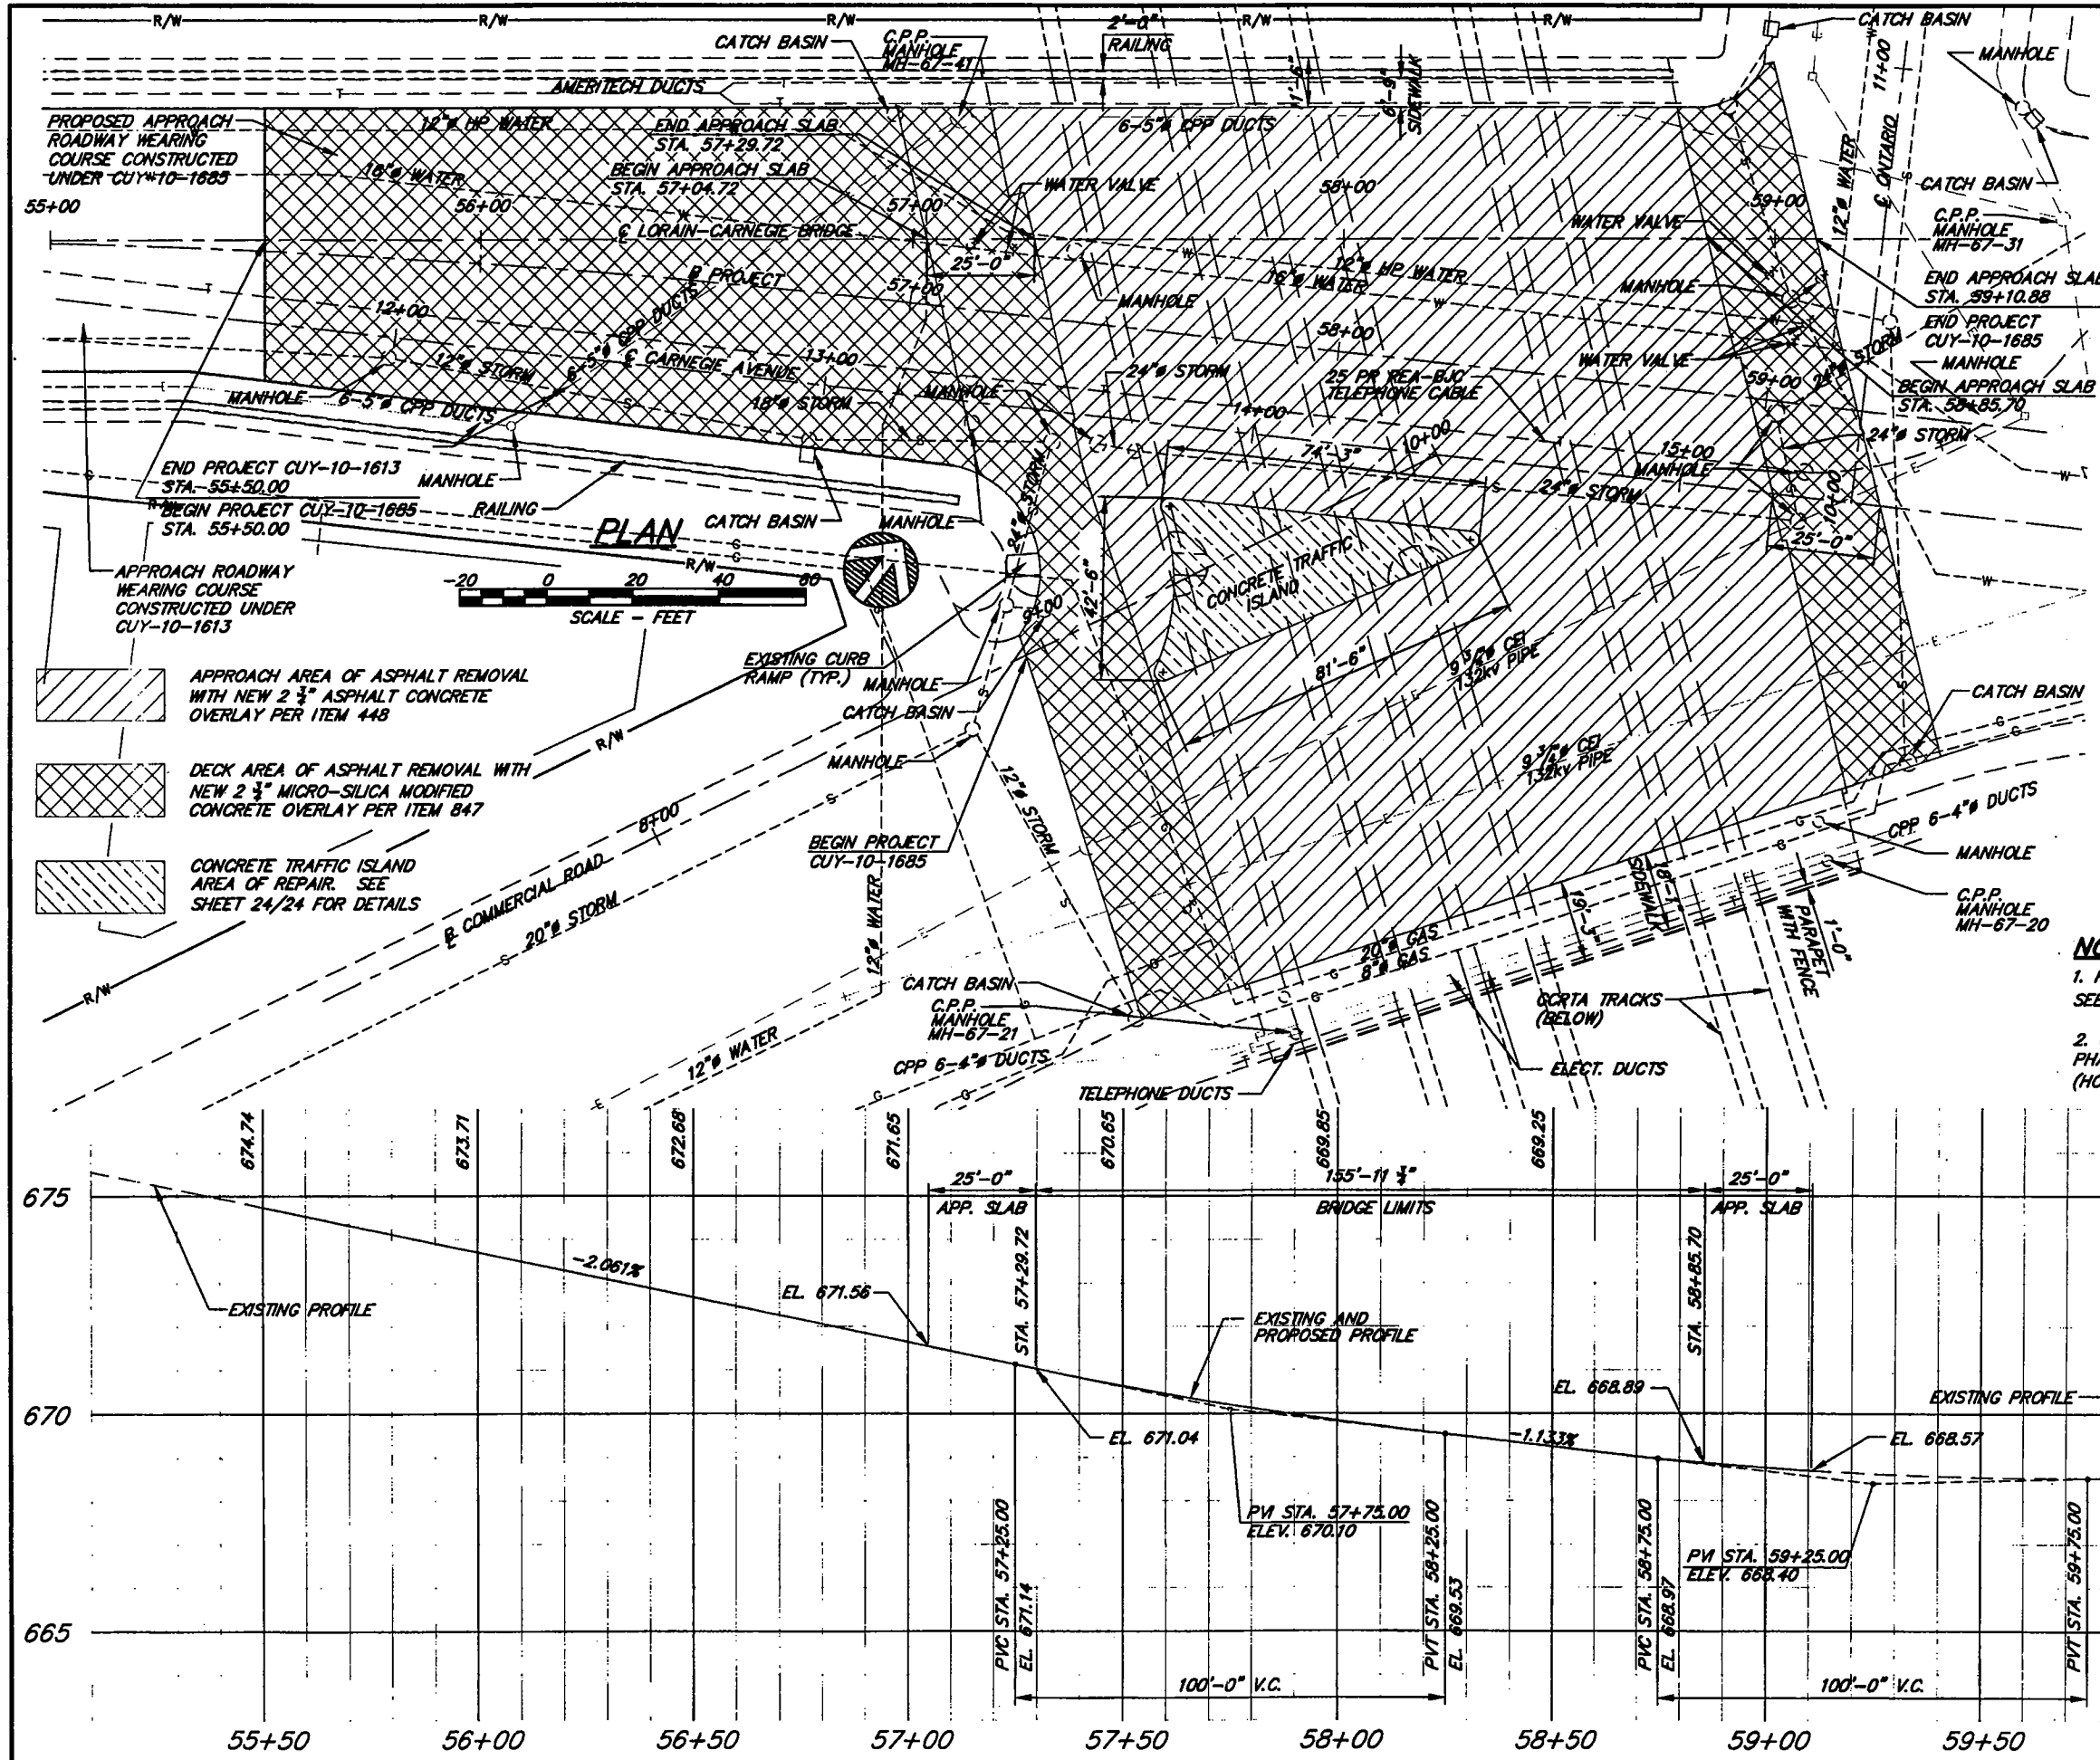 R/W R/W R/W R/W R/W
CATCH BASIN
C.P.P.
MANHOLE
MH-67-41
2'-0"
RAILING
CATCH BASIN
MANHOLE
11+00
AMERITECH DUCTS
11'-6"
6'-9"
SIDEWALK
PROPOSED APPROACH
ROADWAY WEARING
COURSE CONSTRUCTED
UNDER CUY-10-1685
12"ø HP WATER
END APPROACH SLAB
STA. 57+29.72
6-5"ø CPP DUCTS
BEGIN APPROACH SLAB
STA. 57+04.72
16"ø WATER
WATER VALVE
12"ø WATER
℄ ONTARIO
CATCH BASIN
55+00
56+00
57+00
58+00
59+00
WATER VALVE
C.P.P.
MANHOLE
MH-67-31
℄ LORAIN-CARNEGIE BRIDGE
25'-0"
12"ø HP WATER
16"ø WATER
END APPROACH SLAB
STA. 59+10.88
B PROJECT
57+00
MANHOLE
MANHOLE
END PROJECT
CUY-10-1685
12+00
6-5"ø CPP DUCTS
58+00
WATER VALVE
STORM
MANHOLE
12"ø STORM
℄ CARNEGIE AVENUE
13+00
24"ø STORM
25 PR REA-BJC
TELEPHONE CABLE
59+00
BEGIN APPROACH SLAB
STA. 58+85.70
MANHOLE
6-5"ø CPP DUCTS
18"ø STORM
MANHOLE
14+00
10+00
15+00
24"ø STORM
74'-3"
MANHOLE
END PROJECT CUY-10-1613
STA. 55+50.00
BEGIN PROJECT CUY-10-1685
STA. 55+50.00
R/W
MANHOLE
RAILING
CATCH BASIN
MANHOLE
24"ø STORM
24"ø STORM
10+00
25'-0"
PLAN
R/W
APPROACH ROADWAY
WEARING COURSE
CONSTRUCTED UNDER
CUY-10-1613
-20 0 20 40 60
SCALE - FEET
42'-6"
CONCRETE TRAFFIC
ISLAND
9+00
EXISTING CURB
RAMP (TYP.)
81'-6"
9 3/4"ø CEI
132kv PIPE
APPROACH AREA OF ASPHALT REMOVAL
WITH NEW 2 3/4" ASPHALT CONCRETE
OVERLAY PER ITEM 448
MANHOLE
CATCH BASIN
CATCH BASIN
R/W
MANHOLE
9 3/4"ø CEI
132kv PIPE
DECK AREA OF ASPHALT REMOVAL WITH
NEW 2 3/4" MICRO-SILICA MODIFIED
CONCRETE OVERLAY PER ITEM 847
8+00
12"ø STORM
CPP 6-4"ø DUCTS
BEGIN PROJECT
CUY-10-1685
MANHOLE
CONCRETE TRAFFIC ISLAND
AREA OF REPAIR. SEE
SHEET 24/24 FOR DETAILS
B COMMERCIAL ROAD
20"ø STORM
12"ø WATER
18'-1"
SIDEWALK
16'-3"
C.P.P.
MANHOLE
MH-67-20
1'-0"
PARAPET
WITH FENCE
20"ø GAS
8"ø GAS
R/W
CATCH BASIN
C.P.P.
MANHOLE
MH-67-21
GCRTA TRACKS
(BELOW)
1.
SEE
2.
12"ø WATER
CPP 6-4"ø DUCTS
ELECT. DUCTS
TELEPHONE DUCTS
674.74
673.71
672.68
671.65
670.65
669.85
669.25
25'-0"
APP. SLAB
155'-11 3/4"
BRIDGE LIMITS
25'-0"
APP. SLAB
675
-2.061%
EXISTING PROFILE
EL. 671.56
STA. 57+29.72
EXISTING AND
PROPOSED PROFILE
STA. 58+85.70
EL. 668.89
EXISTING PROFILE
670
EL. 671.04
-1.133%
EL. 668.57
PVI STA. 57+75.00
ELEV. 670.10
PVI STA. 59+25.00
ELEV. 668.40
665
PVC STA. 57+25.00
EL. 671.14
PVT STA. 58+25.00
EL. 669.53
PVC STA. 58+75.00
EL. 668.97
PVT STA. 59+75.00
100'-0" V.C.
100'-0" V.C.
55+50 56+00 56+50 57+00 57+50 58+00 58+50 59+00 59+50